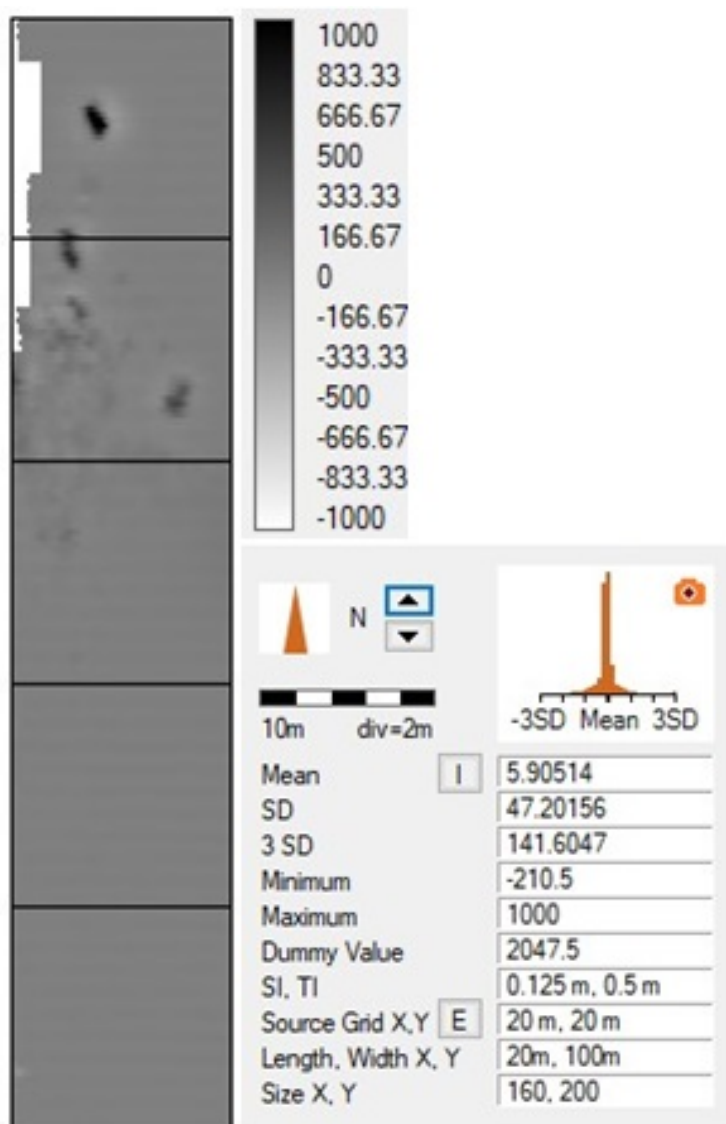 1000
833.33
666.67
500
333.33
166.67
0
-166.67
-333.33
-500
-666.67
-833.33
-1000
N
10m div=2m
-3SD Mean 3SD
Mean I 5.90514
SD 47.20156
3 SD 141.6047
Minimum -210.5
Maximum 1000
Dummy Value 2047.5
SI, TI 0.125 m, 0.5 m
Source Grid X,Y E 20 m, 20 m
Length, Width X, Y 20m, 100m
Size X, Y 160, 200